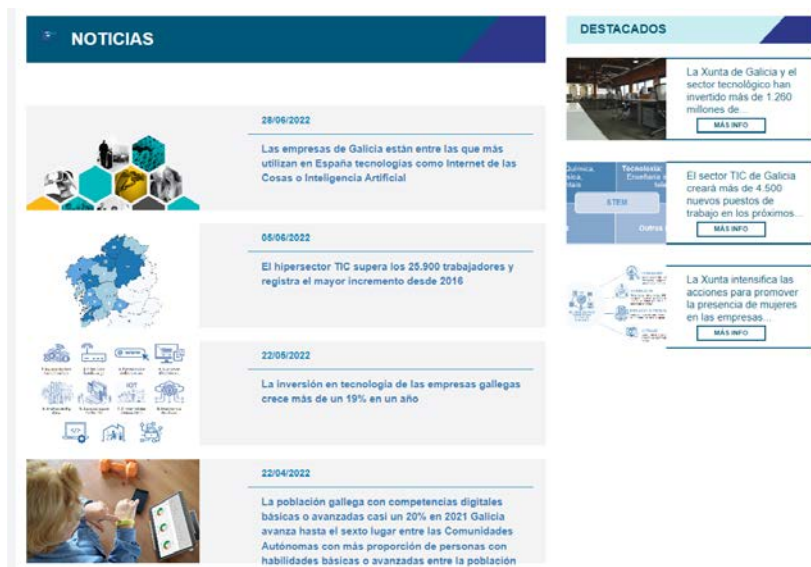 NOTICIAS
28/06/2022
Las empresas de Galicia están entre las que más
utilizan en España tecnologías como Internet de las
Cosas o Inteligencia Artificial
05/06/2022
El hipersector TIC supera los 25.900 trabajadores y
registra el mayor incremento desde 2016
22/05/2022
La inversión en tecnología de las empresas gallegas
crece más de un 19% en un año
22/04/2022
La población gallega con competencias digitales
básicas o avanzadas casi un 20% en 2021 Galicia
avanza hasta el sexto lugar entre las Comunidades
Autónomas con más proporción de personas con
habilidades básicas o avanzadas entre la población
DESTACADOS
La Xunta de Galicia y el
sector tecnológico han
invertido más de 1.260
millones de...
MÁS INFO
STEM
El sector TIC de Galicia
creará más de 4.500
nuevos puestos de
trabajo en los próximos...
MÁS INFO
La Xunta intensifica las
acciones para promover
la presencia de mujeres
en las empresas...
MÁS INFO